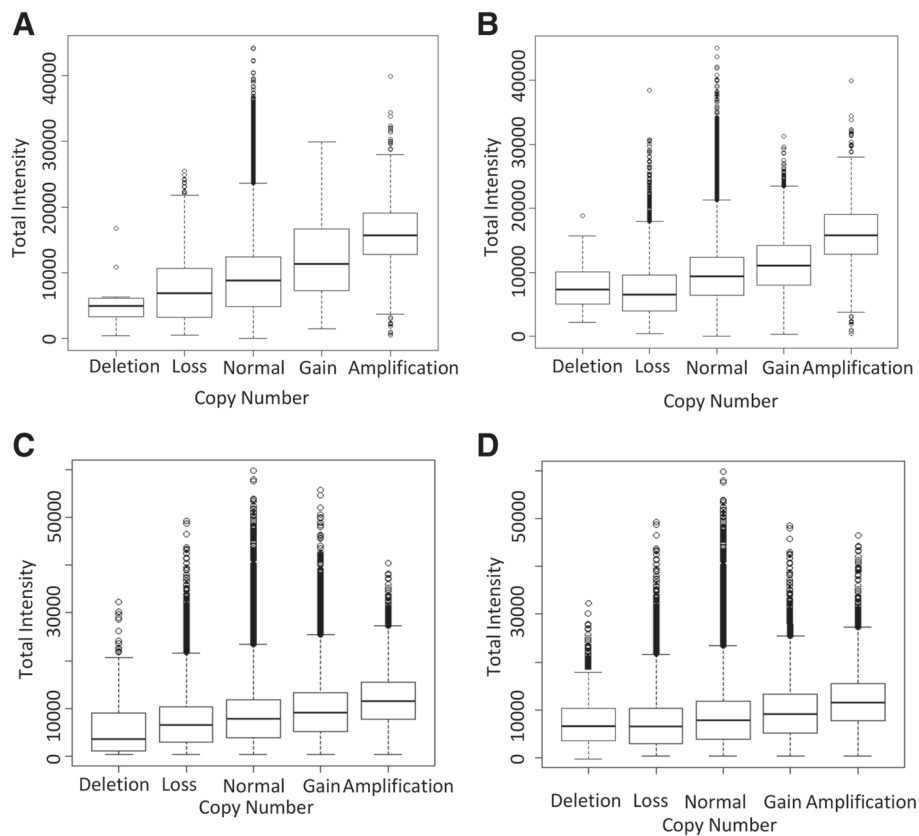 A
Total Intensity
40000
30000
20000
10000
0
Deletion Loss Normal Gain Amplification
Copy Number
B
Total Intensity
40000
30000
20000
10000
0
Deletion Loss Normal Gain Amplification
Copy Number
C
Total Intensity
50000
30000
10000
0
Deletion Loss Normal Gain Amplification
Copy Number
D
Total Intensity
50000
30000
10000
0
Deletion Loss Normal Gain Amplification
Copy Number